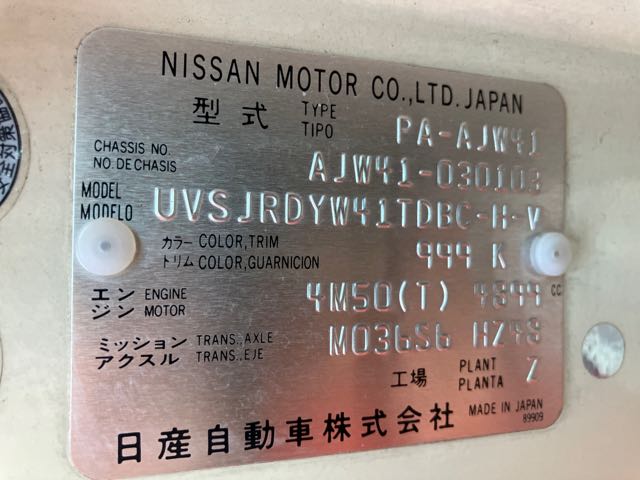 NISSAN MOTOR CO.,LTD. JAPAN
型式 TYPE TIPO PA-AJW41
CHASSIS NO. NO. DE CHASIS AJW41-030103
MODEL MODELO UVSJRDYW41TDBC-H-V
カラー COLOR,TRIM
トリム COLOR,GUARNICION 999 K
エンジン ENGINE MOTOR 4M50(T) 4899 CC
ミッション TRANS.,AXLE
アクスル TRANS.,EJE M036S6 HZ49
工場 PLANT PLANTA Z
日産自動車株式会社 MADE IN JAPAN
89909